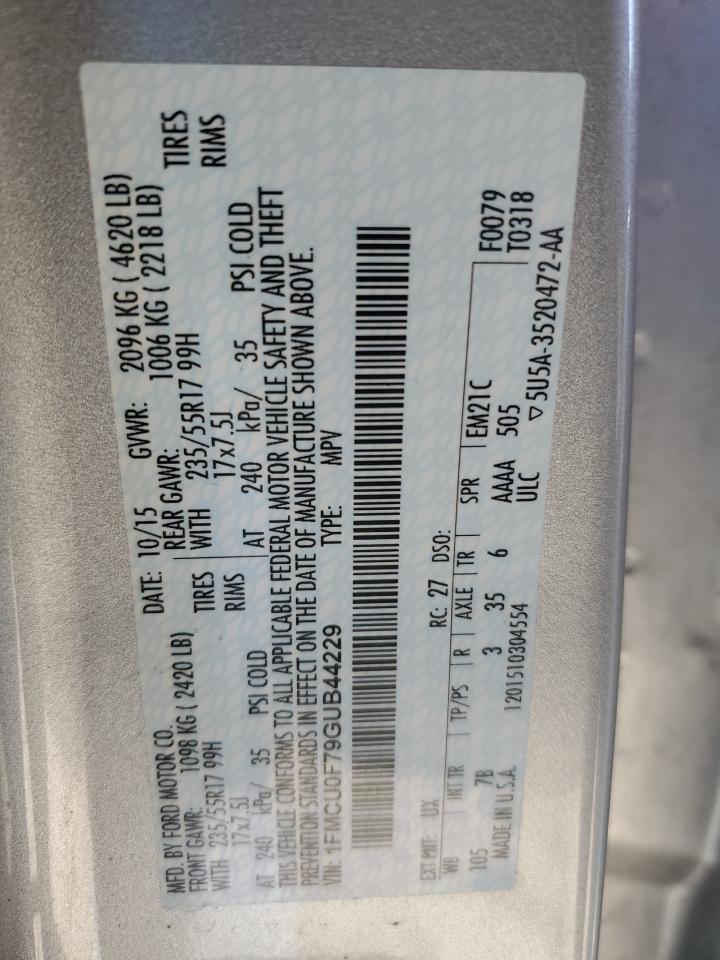 MFD. BY FORD MOTOR CO.
DATE: 10/15 GVWR: 2096 KG ( 4620 LB)
FRONT GAWR: 1098 KG ( 2420 LB)
REAR GAWR: 1006 KG ( 2218 LB)
WITH 235/55R17 99H TIRES
WITH 235/55R17 99H TIRES
17x7.5J RIMS
17x7.5J RIMS
AT 240 kPa/ 35 PSI COLD
AT 240 kPa/ 35 PSI COLD
THIS VEHICLE CONFORMS TO ALL APPLICABLE FEDERAL MOTOR VEHICLE SAFETY AND THEFT
PREVENTION STANDARDS IN EFFECT ON THE DATE OF MANUFACTURE SHOWN ABOVE.
VIN: 1FMCU0F79GUB44229 TYPE: MPV
EXT PNT: UX RC: 27 DSO:
WB INT TR TP/PS R AXLE TR SPR EM21C F0079
105 7B 3 35 6 AAAA 505 T0318
MADE IN U.S.A. 1201510304554 ULC
▽5U5A-3520472-AA